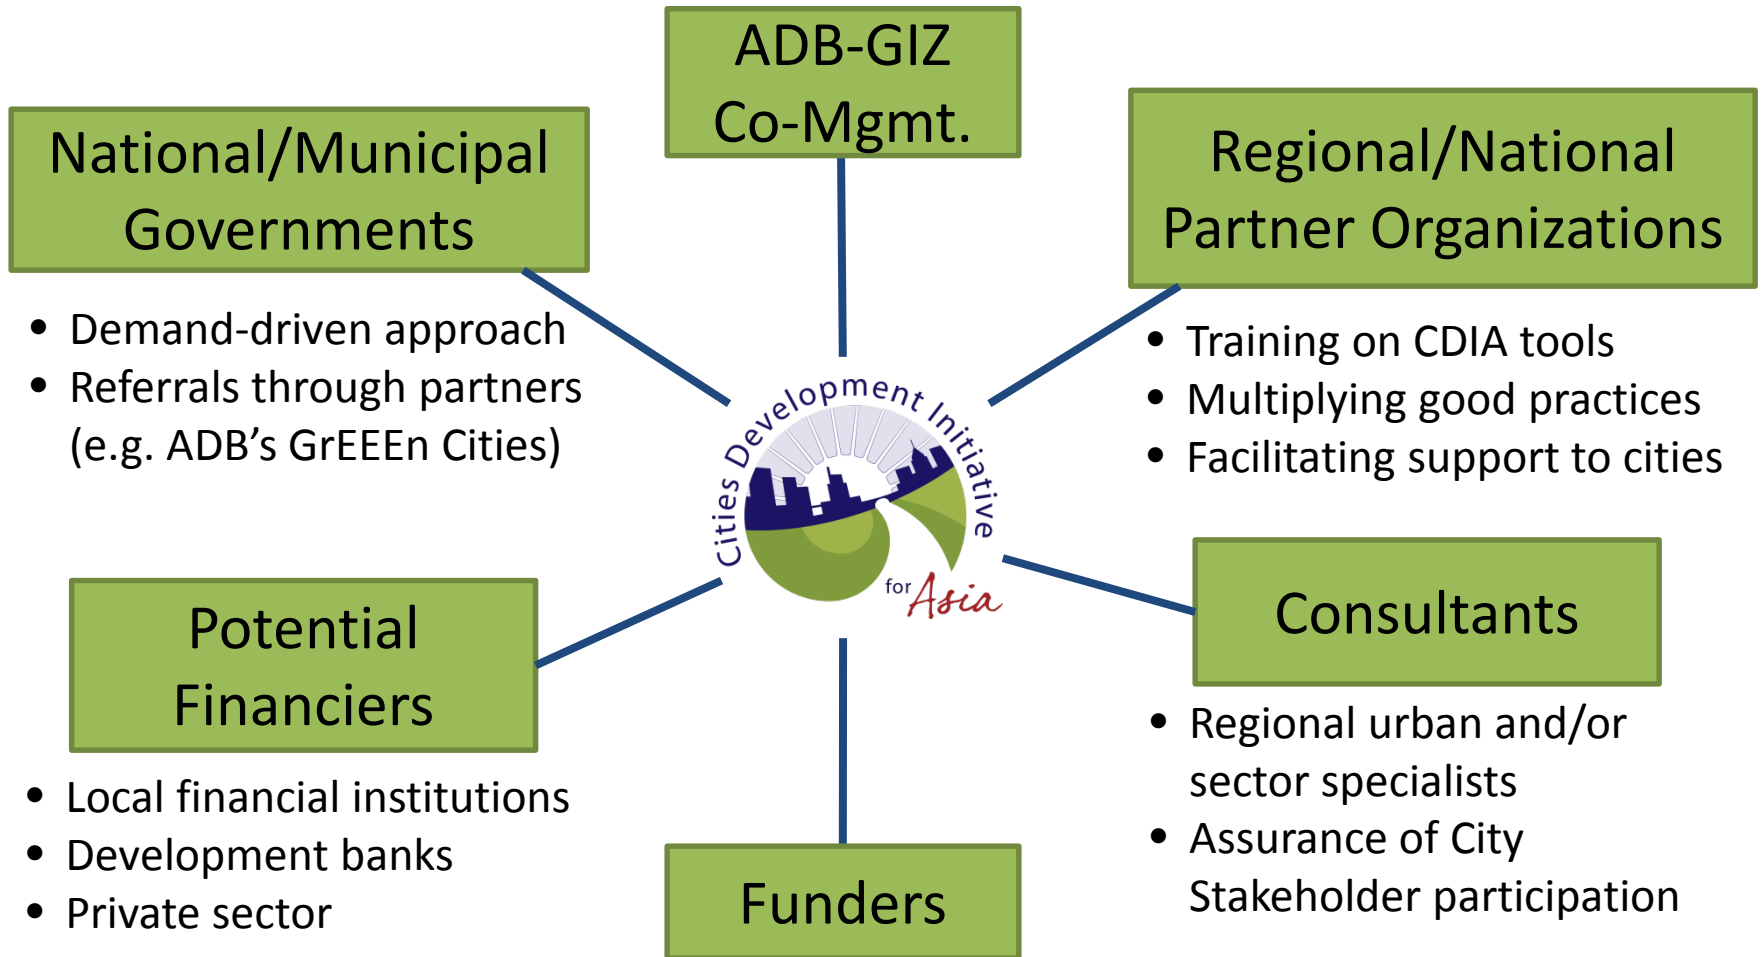 ADB-GIZ
Co-Mgmt.
National/Municipal
Governments
• Demand-driven approach
• Referrals through partners
(e.g. ADB’s GrEEEn Cities)
Regional/National
Partner Organizations
• Training on CDIA tools
• Multiplying good practices
• Facilitating support to cities
Cities Development Initiative
for Asia
Potential
Financiers
• Local financial institutions
• Development banks
• Private sector
Consultants
• Regional urban and/or
sector specialists
• Assurance of City
Stakeholder participation
Funders